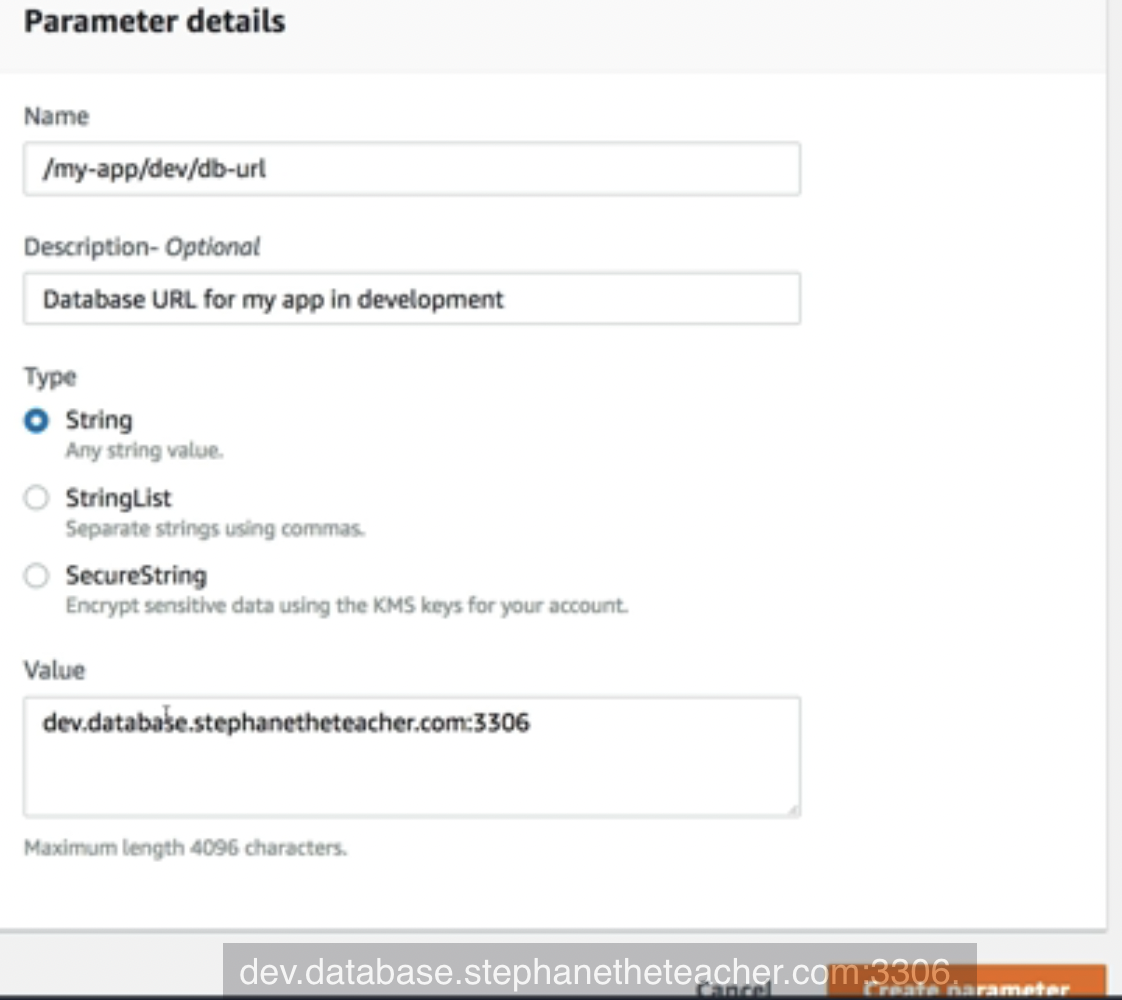 Parameter details
Name
/my-app/dev/db-url
Description- Optional
Database URL for my app in development
Type
String
Any string value.
StringList
Separate strings using commas.
SecureString
Encrypt sensitive data using the KMS keys for your account.
Value
dev.database.stephanetheteacher.com:3306
Maximum length 4096 characters.
dev.database.stephanetheteacher.com:3306.
Cancel
Create parameter